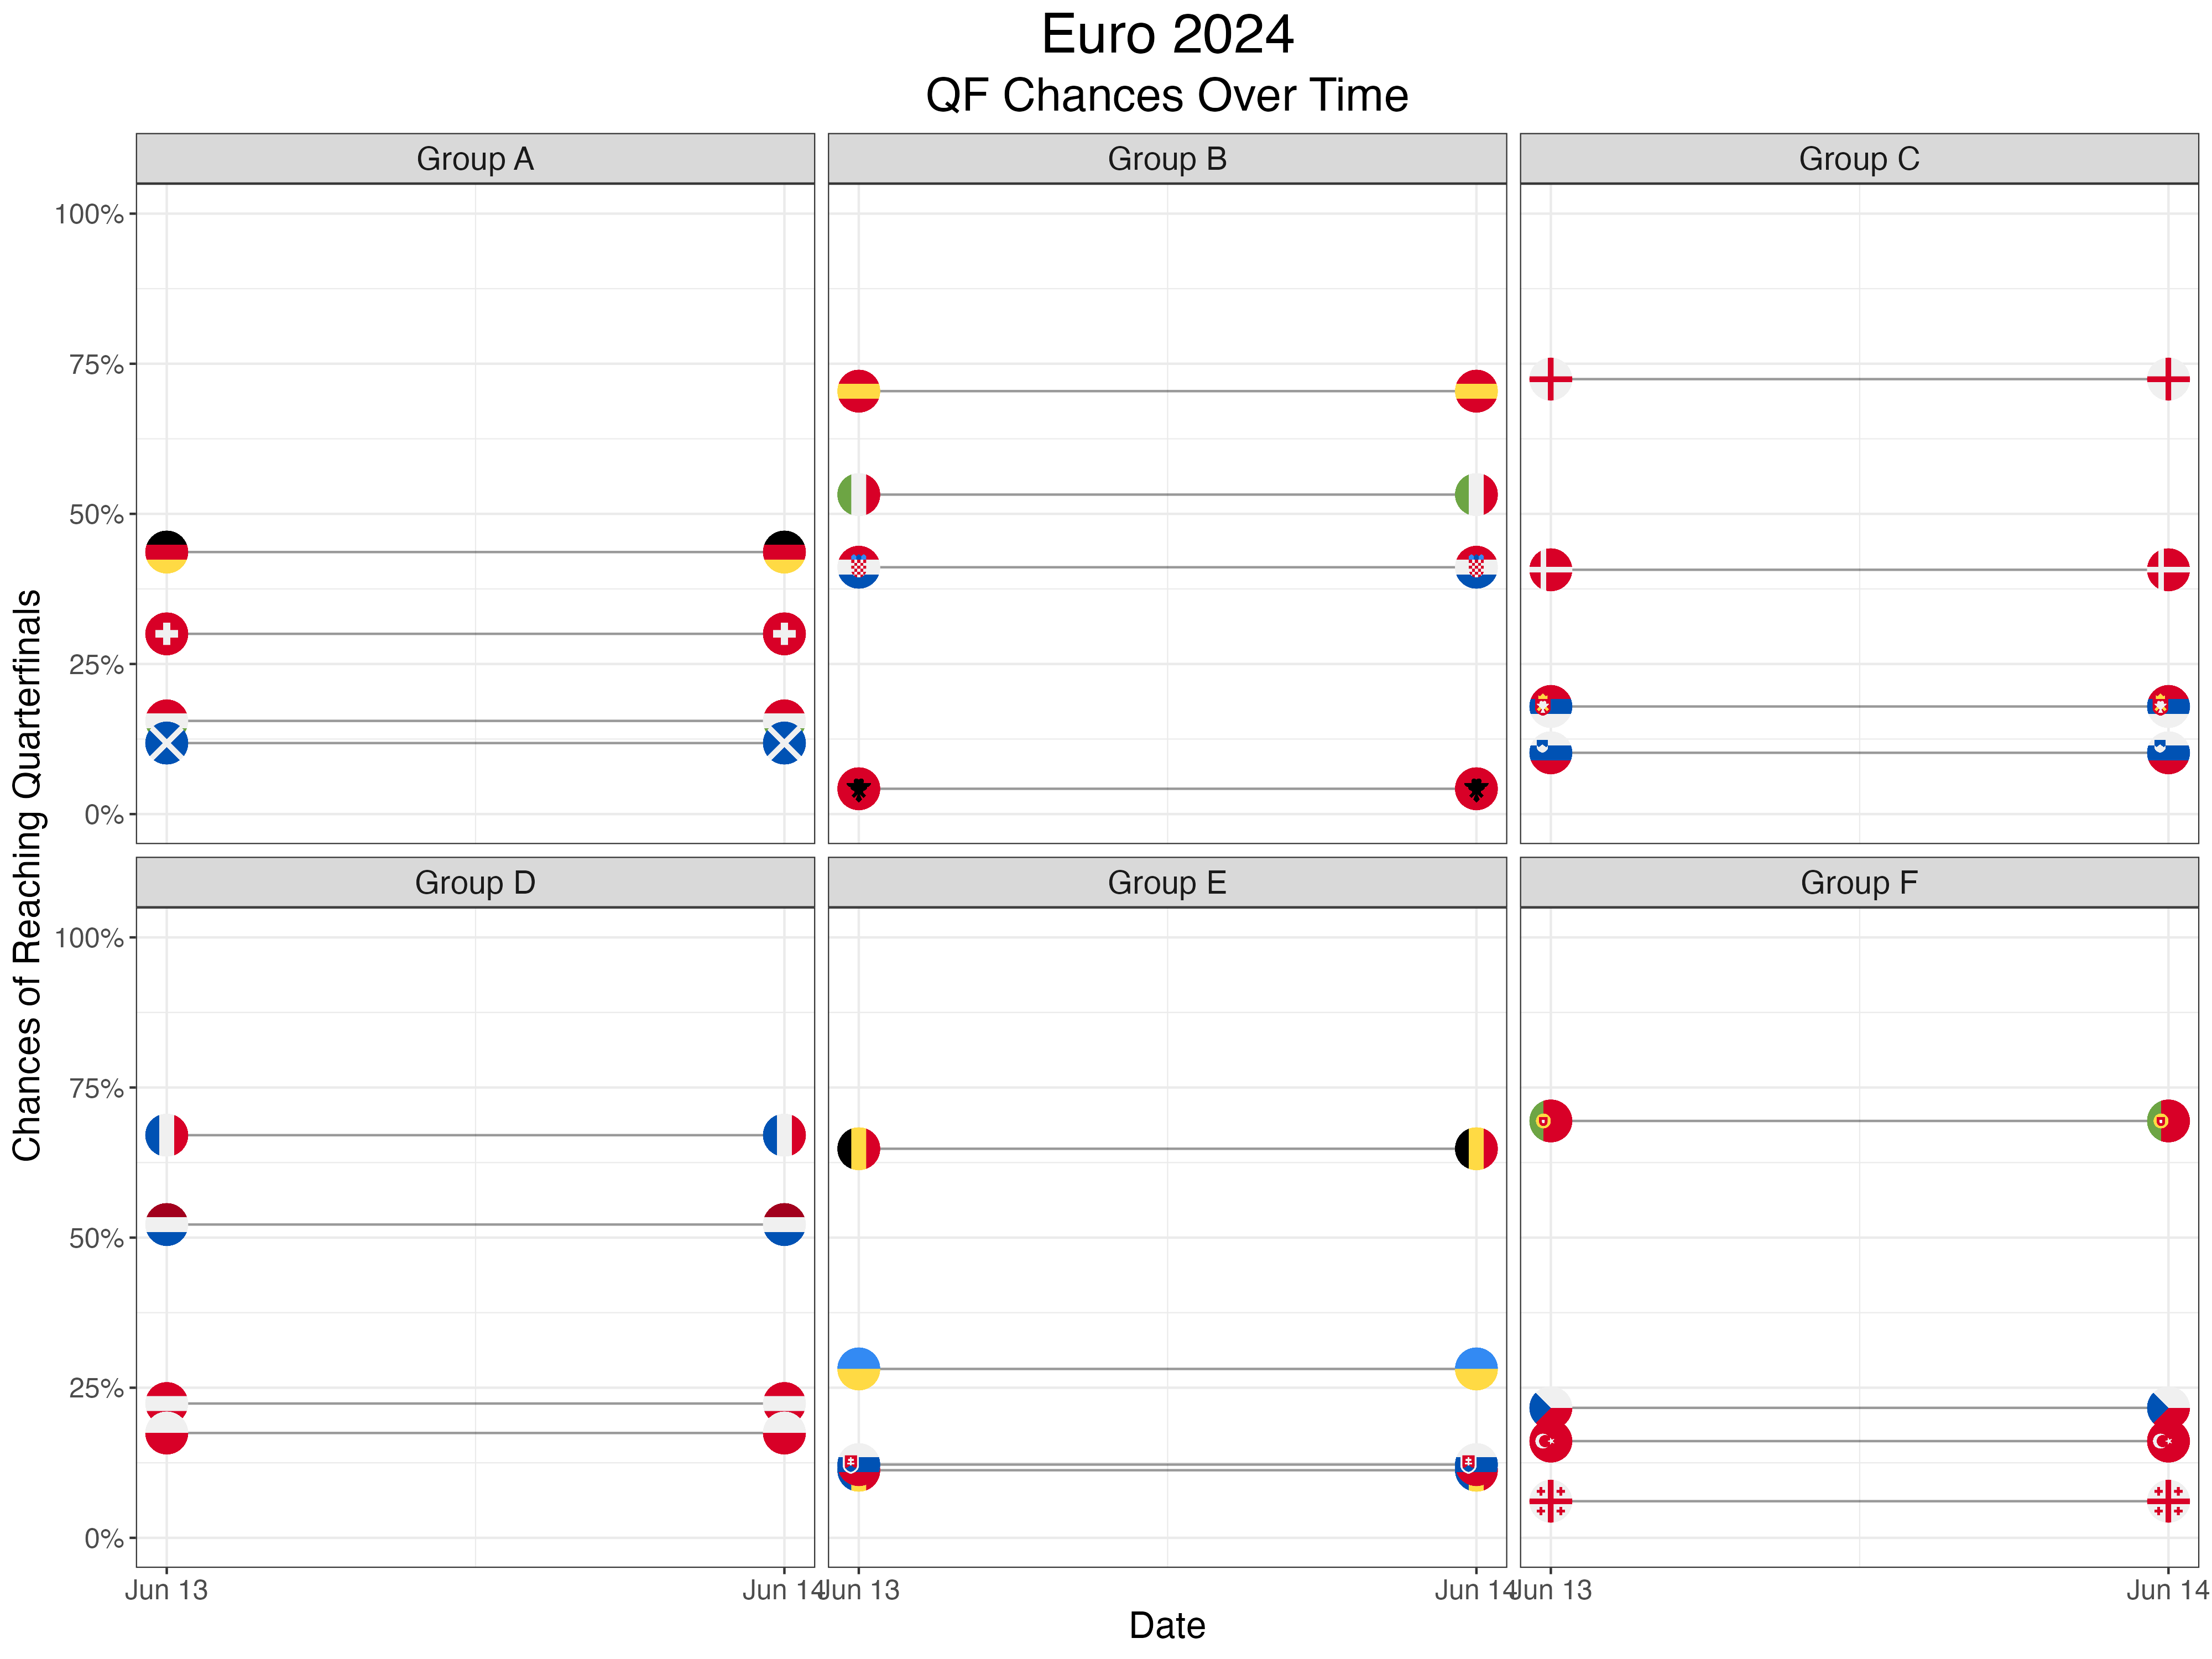 Euro 2024
QF Chances Over Time
Group A
Group B
Group C
100%
75%
50%
25%
0%
Group D
Group E
Group F
100%
75%
50%
25%
0%
Chances of Reaching Quarterfinals
Jun 13
Jun 14
Jun 13
Jun 14
Jun 13
Jun 14
Date